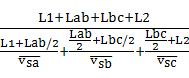 L1+Lab+Lbc+L2
L1+Lab/2/vsa + Lab/2+Lbc/2/vsb + Lbc/2+L2/vsc